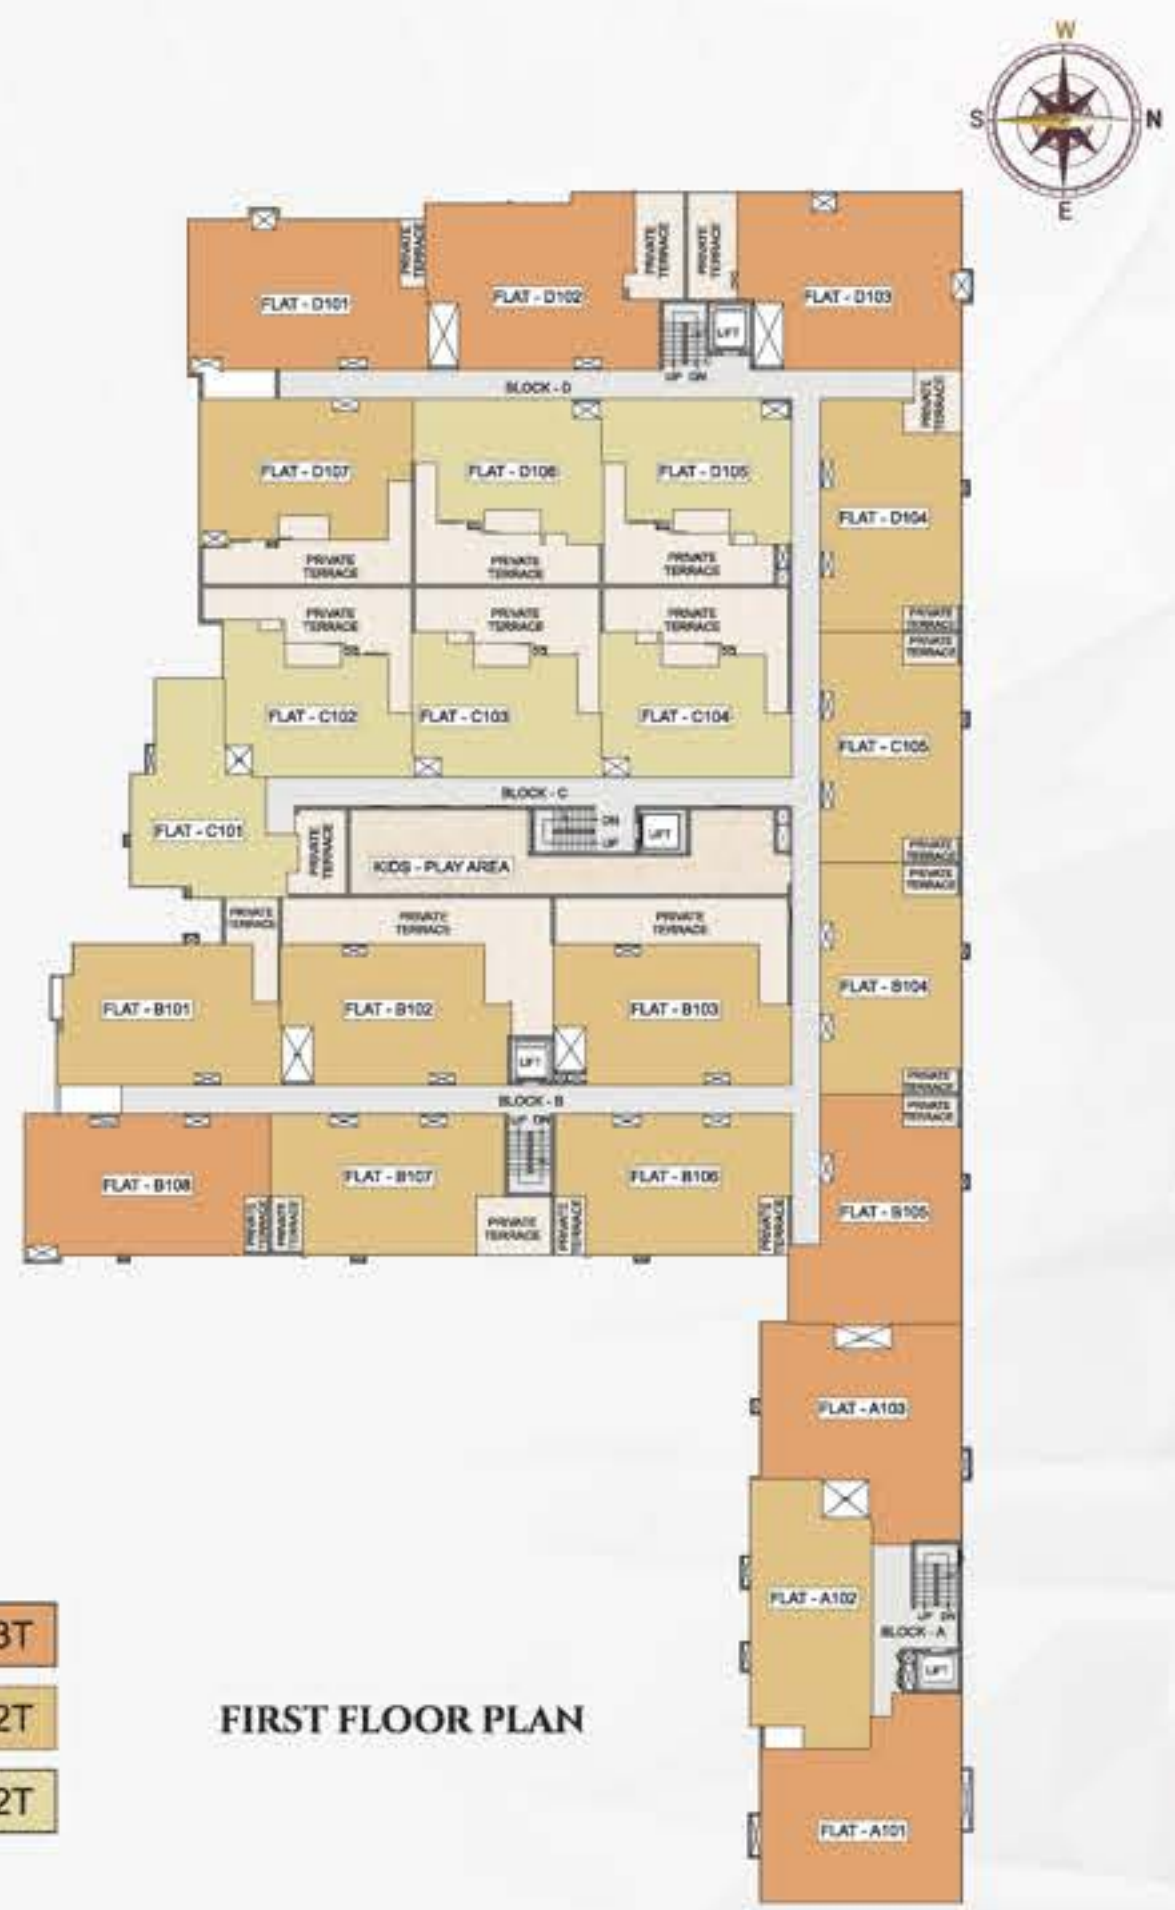 W
S
N
E
PRIVATE
TERRACE
PRIVATE
TERRACE
PRIVATE
TERRACE
FLAT - D101
FLAT - D102
FLAT - D103
LIFT
UP DN
BLOCK - D
PRIVATE
TERRACE
FLAT - D107
FLAT - D106
FLAT - D105
FLAT - D104
PRIVATE
TERRACE
PRIVATE
TERRACE
PRIVATE
TERRACE
PRIVATE
TERRACE
PRIVATE
TERRACE
PRIVATE
TERRACE
PRIVATE
TERRACE
PRIVATE
TERRACE
FLAT - C102
FLAT - C103
FLAT - C104
FLAT - C105
BLOCK - C
FLAT - C101
PRIVATE
TERRACE
KIDS - PLAY AREA
DN
UP
LIFT
PRIVATE
TERRACE
PRIVATE
TERRACE
PRIVATE
TERRACE
PRIVATE
TERRACE
PRIVATE
TERRACE
FLAT - B101
FLAT - B102
FLAT - B103
FLAT - B104
LIFT
PRIVATE
TERRACE
PRIVATE
TERRACE
BLOCK - B
UP DN
FLAT - B108
FLAT - B107
FLAT - B106
FLAT - B105
PRIVATE
TERRACE
PRIVATE
TERRACE
PRIVATE
TERRACE
PRIVATE
TERRACE
PRIVATE
TERRACE
FLAT - A103
FLAT - A102
UP DN
BLOCK - A
LIFT
FLAT - A101
3T
2T
2T
FIRST FLOOR PLAN